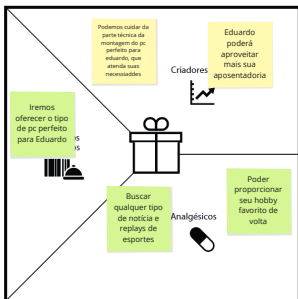 Podemos cuidar da
parte técnica da
montagem do pc
perfeito para
eduardo, que
atenda suas
necessiaddes
Eduardo
poderá
aproveitar
mais sua
aposentadoria
Criadores
Iremos
oferecer o tipo
de pc perfeito
para Eduardo
Buscar
qualquer tipo
de notícia e
replays de
esportes
Analgésicos
Poder
proporcionar
seu hobby
favorito de
volta